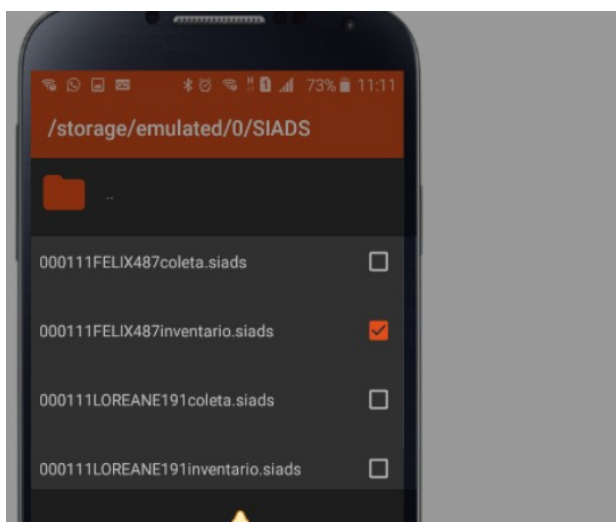 73% 11:11
/storage/emulated/0/SIADS
..
000111FELIX487coleta.siads
000111FELIX487inventario.siads
000111LOREANE191coleta.siads
000111LOREANE191inventario.siads